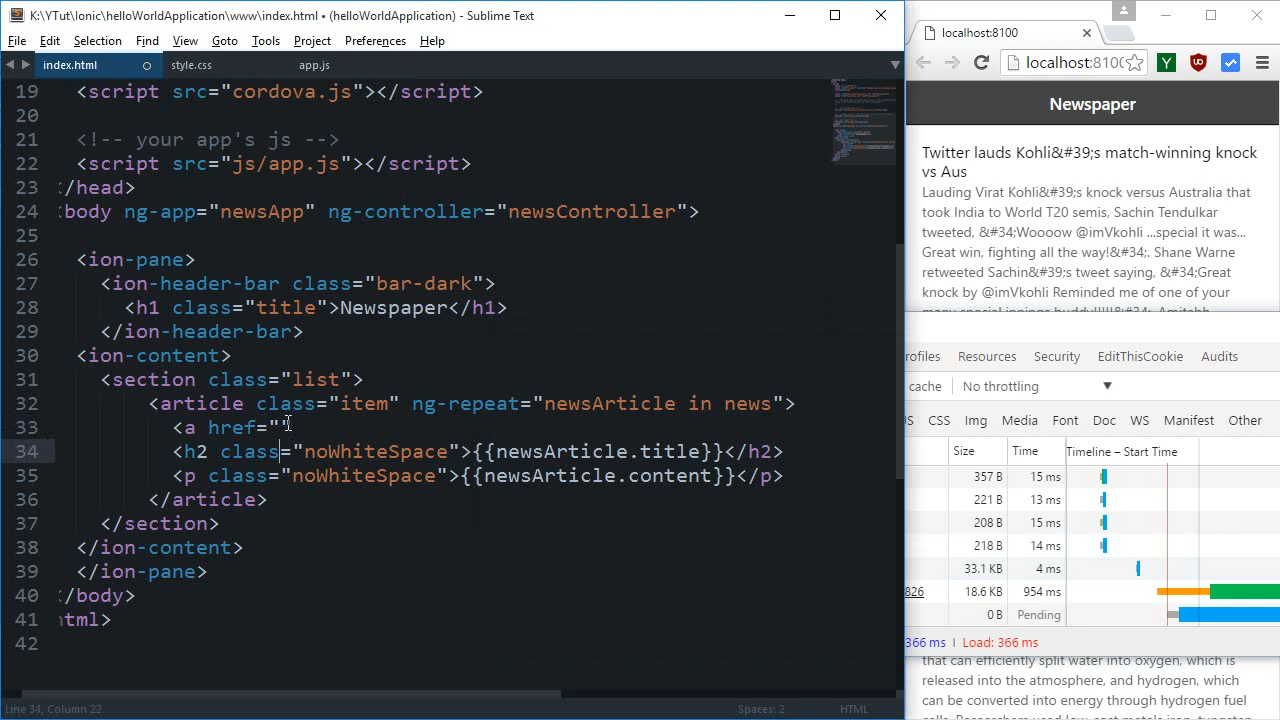 K:\YTut\Ionic\helloWorldApplication\www\index.html • (helloWorldApplication) - Sublime Text
File Edit Selection Find View Goto Tools Project Preferences Help
index.html style.css app.js
19 <script src="cordova.js"></script>
20
21 <!-- your app's js -->
22 <script src="js/app.js"></script>
23 /head>
24 body ng-app="newsApp" ng-controller="newsController">
25
26 <ion-pane>
27 <ion-header-bar class="bar-dark">
28 <h1 class="title">Newspaper</h1>
29 </ion-header-bar>
30 <ion-content>
31 <section class="list">
32 <article class="item" ng-repeat="newsArticle in news">
33 <a href=""
34 <h2 class="noWhiteSpace">{{newsArticle.title}}</h2>
35 <p class="noWhiteSpace">{{newsArticle.content}}</p>
36 </article>
37 </section>
38 </ion-content>
39 </ion-pane>
40 /body>
41 html>
42
Line 34, Column 22 Spaces: 2 HTML
localhost:8100
localhost:8100
Newspaper
Twitter lauds Kohli&#39;s match-winning knock
vs Aus
Lauding Virat Kohli&#39;s knock versus Australia that
took India to World T20 semis, Sachin Tendulkar
tweeted, &#34;Woooow @imVkohli ...special it was...
Great win, fighting all the way!&#34;. Shane Warne
retweeted Sachin&#39;s tweet saying, &#34;Great
knock by @imVkohli Reminded me of one of your
rofiles Resources Security EditThisCookie Audits
cache No throttling
JS CSS Img Media Font Doc WS Manifest Other
Size Time Timeline – Start Time
357 B 15 ms
221 B 13 ms
208 B 15 ms
218 B 14 ms
33.1 KB 4 ms
826 18.6 KB 954 ms
0 B Pending
366 ms | Load: 366 ms
that can efficiently split water into oxygen, which is
released into the atmosphere, and hydrogen, which
can be converted into energy through hydrogen fuel